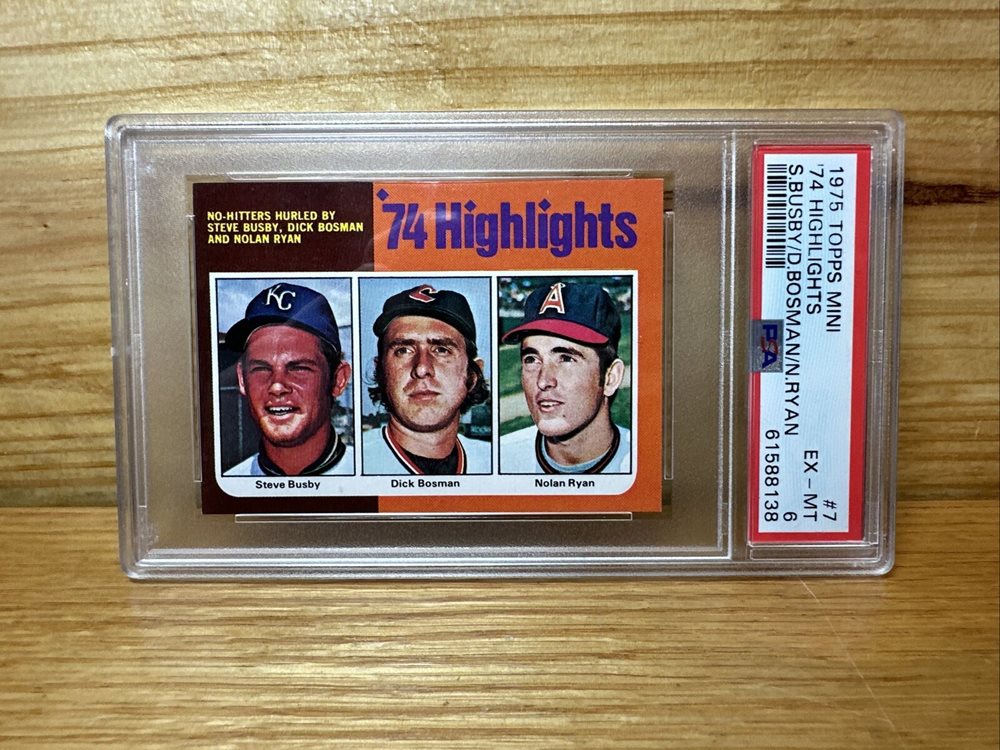 NO-HITTERS HURLED BY
STEVE BUSBY, DICK BOSMAN
AND NOLAN RYAN
'74 Highlights
KC
C
A
Steve Busby
Dick Bosman
Nolan Ryan
1975 TOPPS MINI #7
'74 HIGHLIGHTS EX - MT
S.BUSBY/D.BOSMAN/N.RYAN 6
PSA 61588138